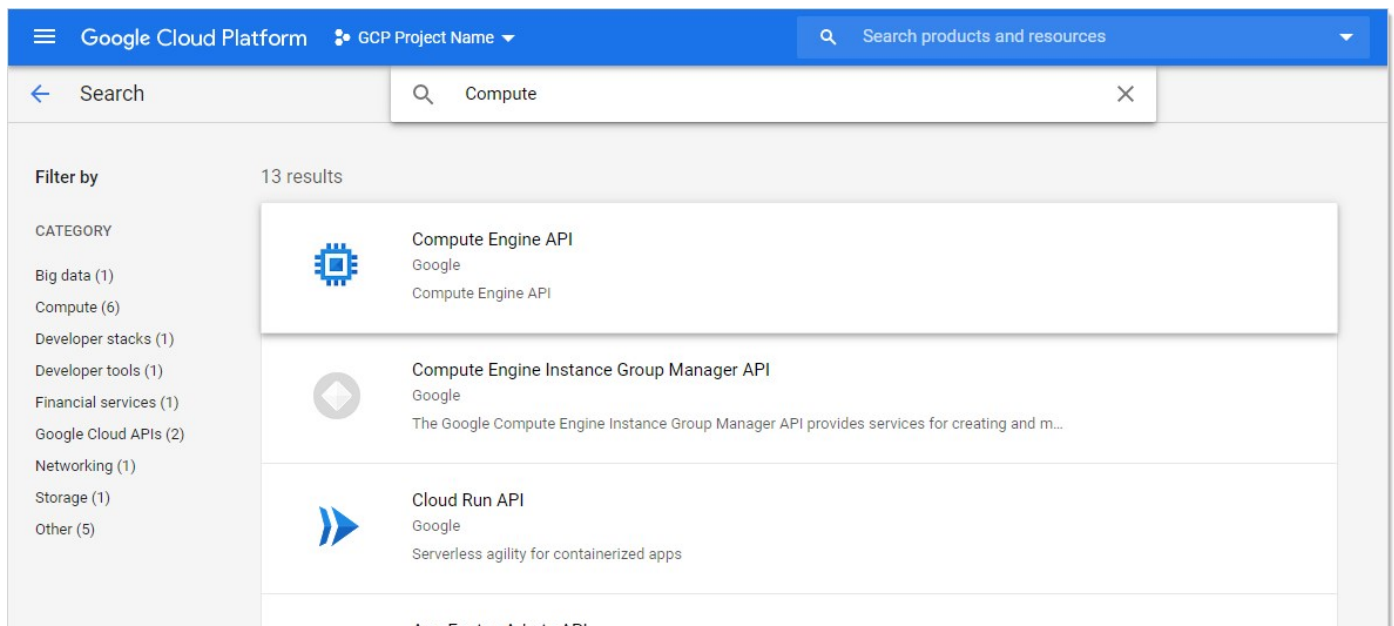 Google Cloud Platform GCP Project Name Search products and resources
Search Compute
Filter by
CATEGORY
Big data (1)
Compute (6)
Developer stacks (1)
Developer tools (1)
Financial services (1)
Google Cloud APIs (2)
Networking (1)
Storage (1)
Other (5)
13 results
Compute Engine API
Google
Compute Engine API
Compute Engine Instance Group Manager API
Google
The Google Compute Engine Instance Group Manager API provides services for creating and m...
Cloud Run API
Google
Serverless agility for containerized apps